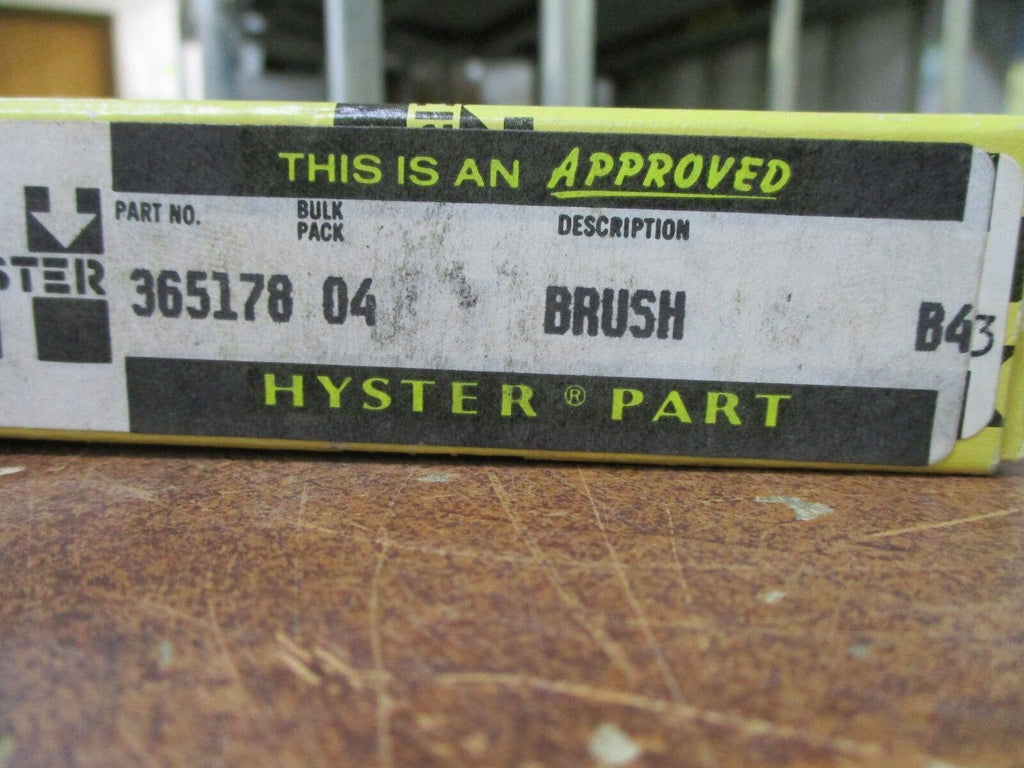 THIS IS AN APPROVED
PART NO. BULK PACK DESCRIPTION
STER
365178 04 BRUSH B43
HYSTER ® PART